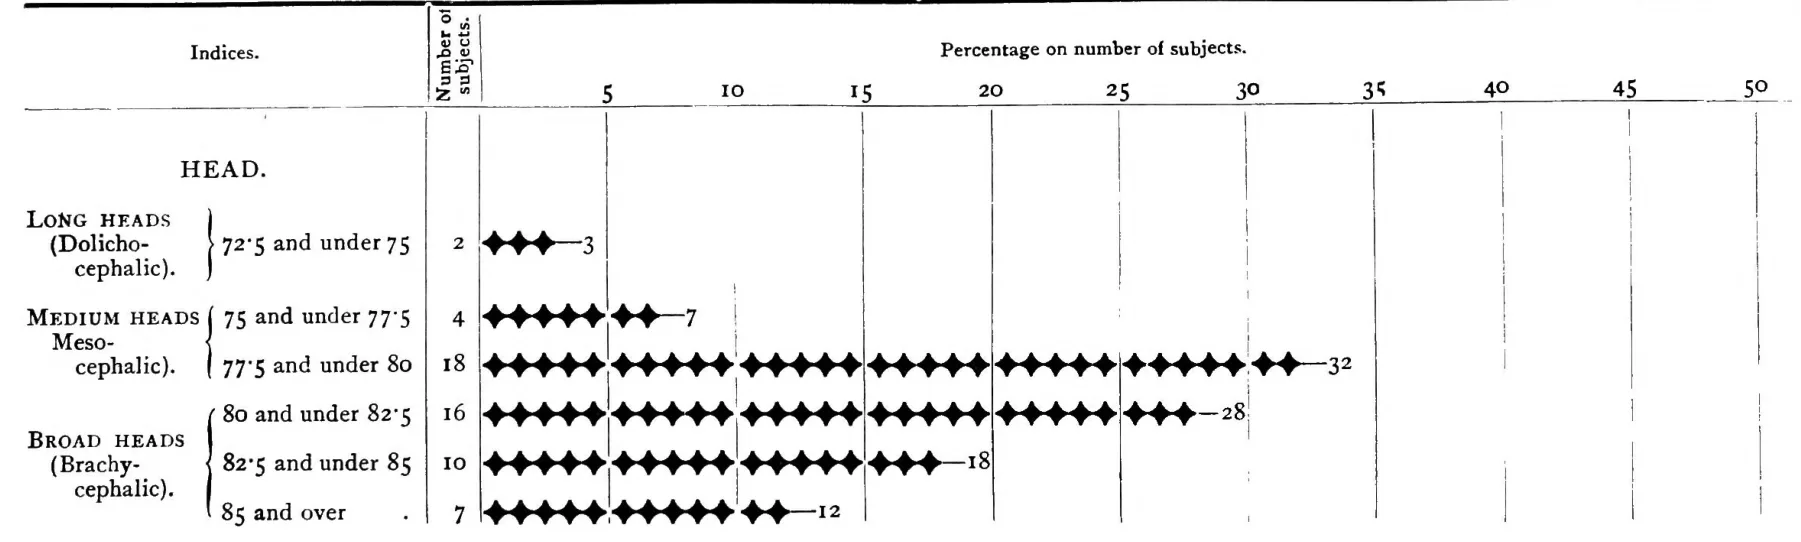 Indices.
Number of subjects.
Percentage on number of subjects.
5 10 15 20 25 30 35 40 45 50
HEAD.
LONG HEADS
(Dolicho-
cephalic).
72·5 and under 75 2 3
MEDIUM HEADS
Meso-
cephalic).
75 and under 77·5 4 7
77·5 and under 80 18 32
BROAD HEADS
(Brachy-
cephalic).
80 and under 82·5 16 28
82·5 and under 85 10 18
85 and over . 7 12